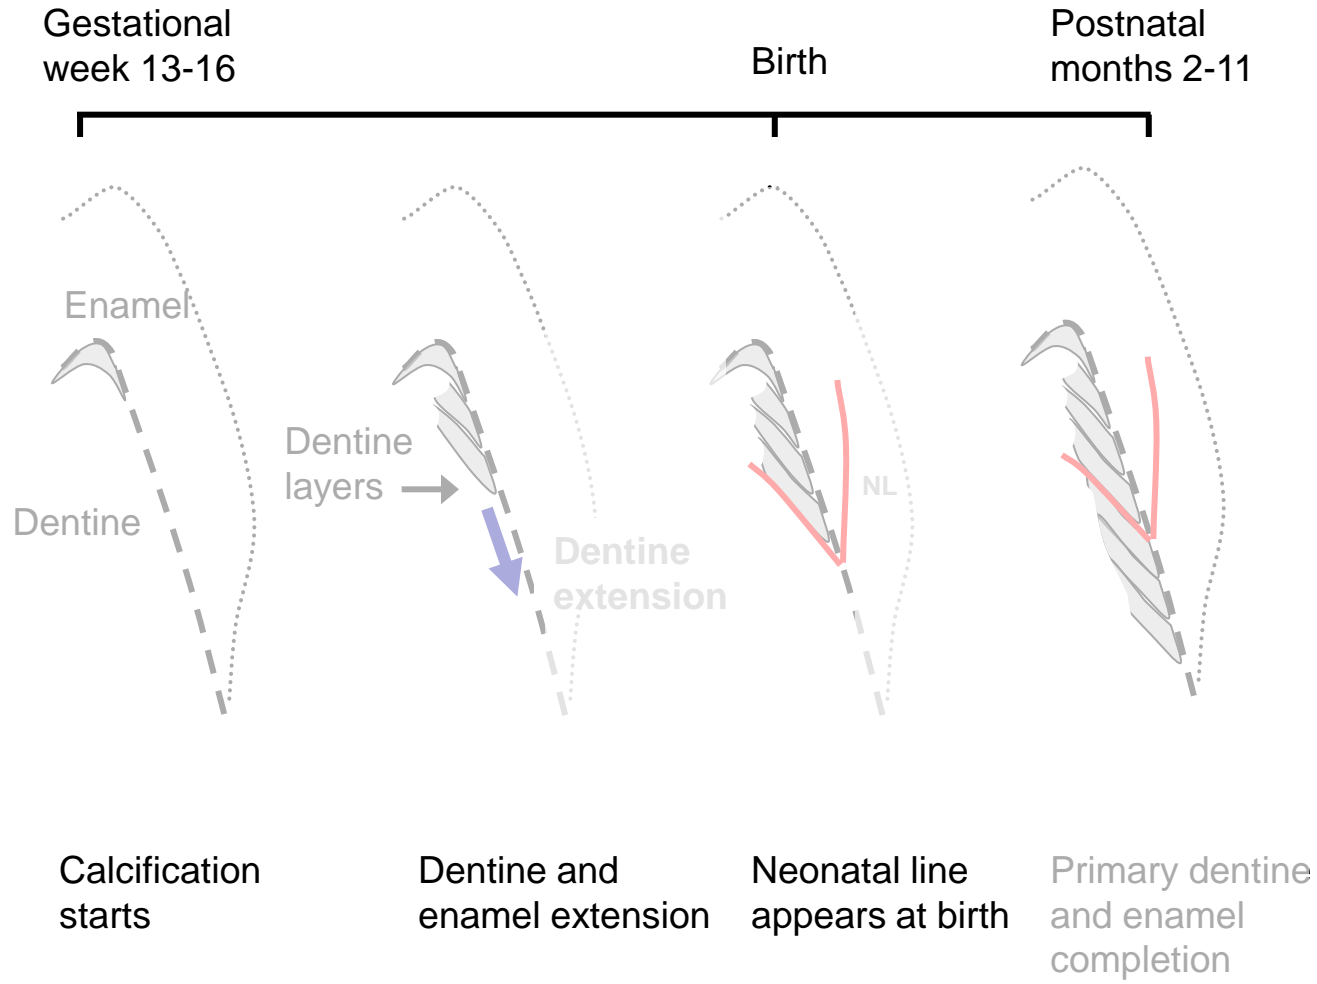 Gestational
week 13-16
Birth
Postnatal
months 2-11
Enamel
Dentine
Dentine
layers
Dentine
extension
NL
Calcification
starts
Dentine and
enamel extension
Neonatal line
appears at birth
Primary dentine
and enamel
completion